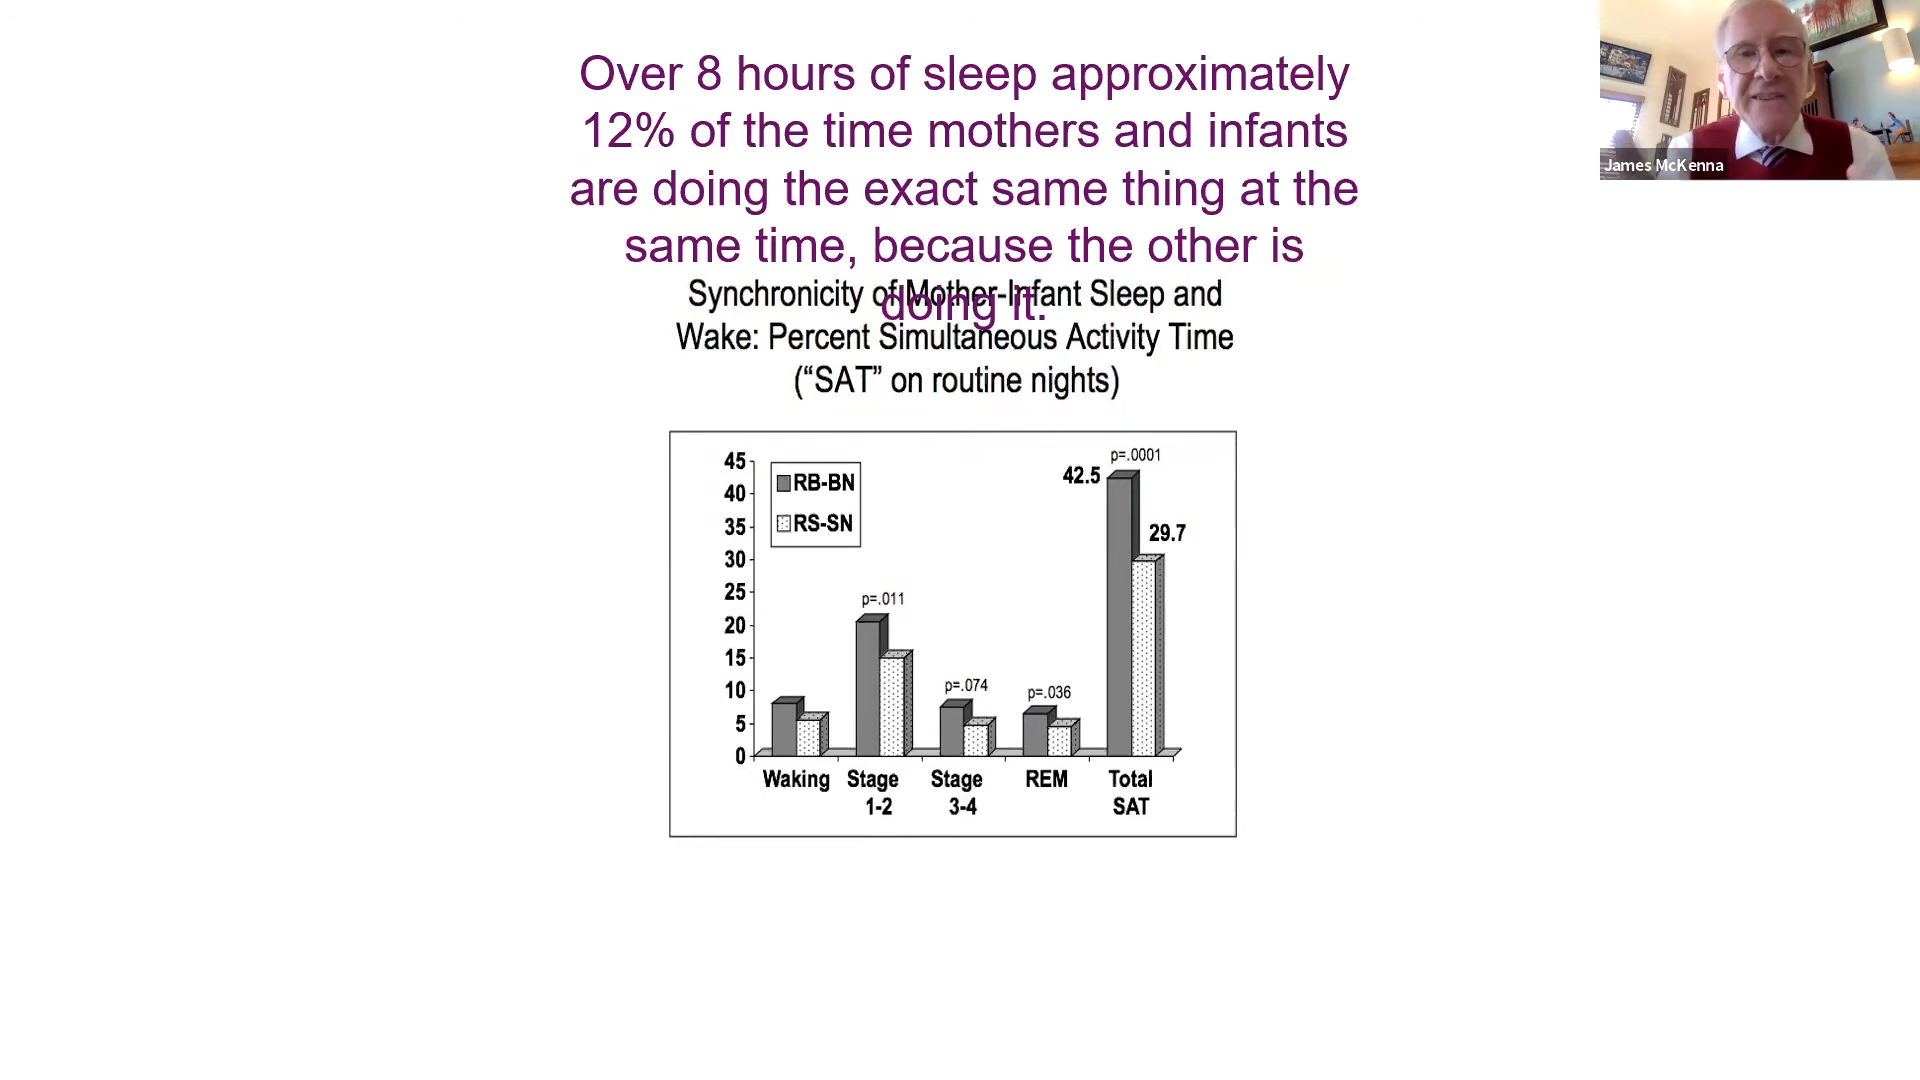 Over 8 hours of sleep approximately
12% of the time mothers and infants
are doing the exact same thing at the
same time, because the other is
doing it.
Synchronicity of Mother-Infant Sleep and
Wake: Percent Simultaneous Activity Time
(“SAT” on routine nights)
James McKenna
45
40
35
30
25
20
15
10
5
0
RB-BN
RS-SN
p=.011
p=.074
p=.036
p=.0001
42.5
29.7
Waking
Stage
1-2
Stage
3-4
REM
Total
SAT